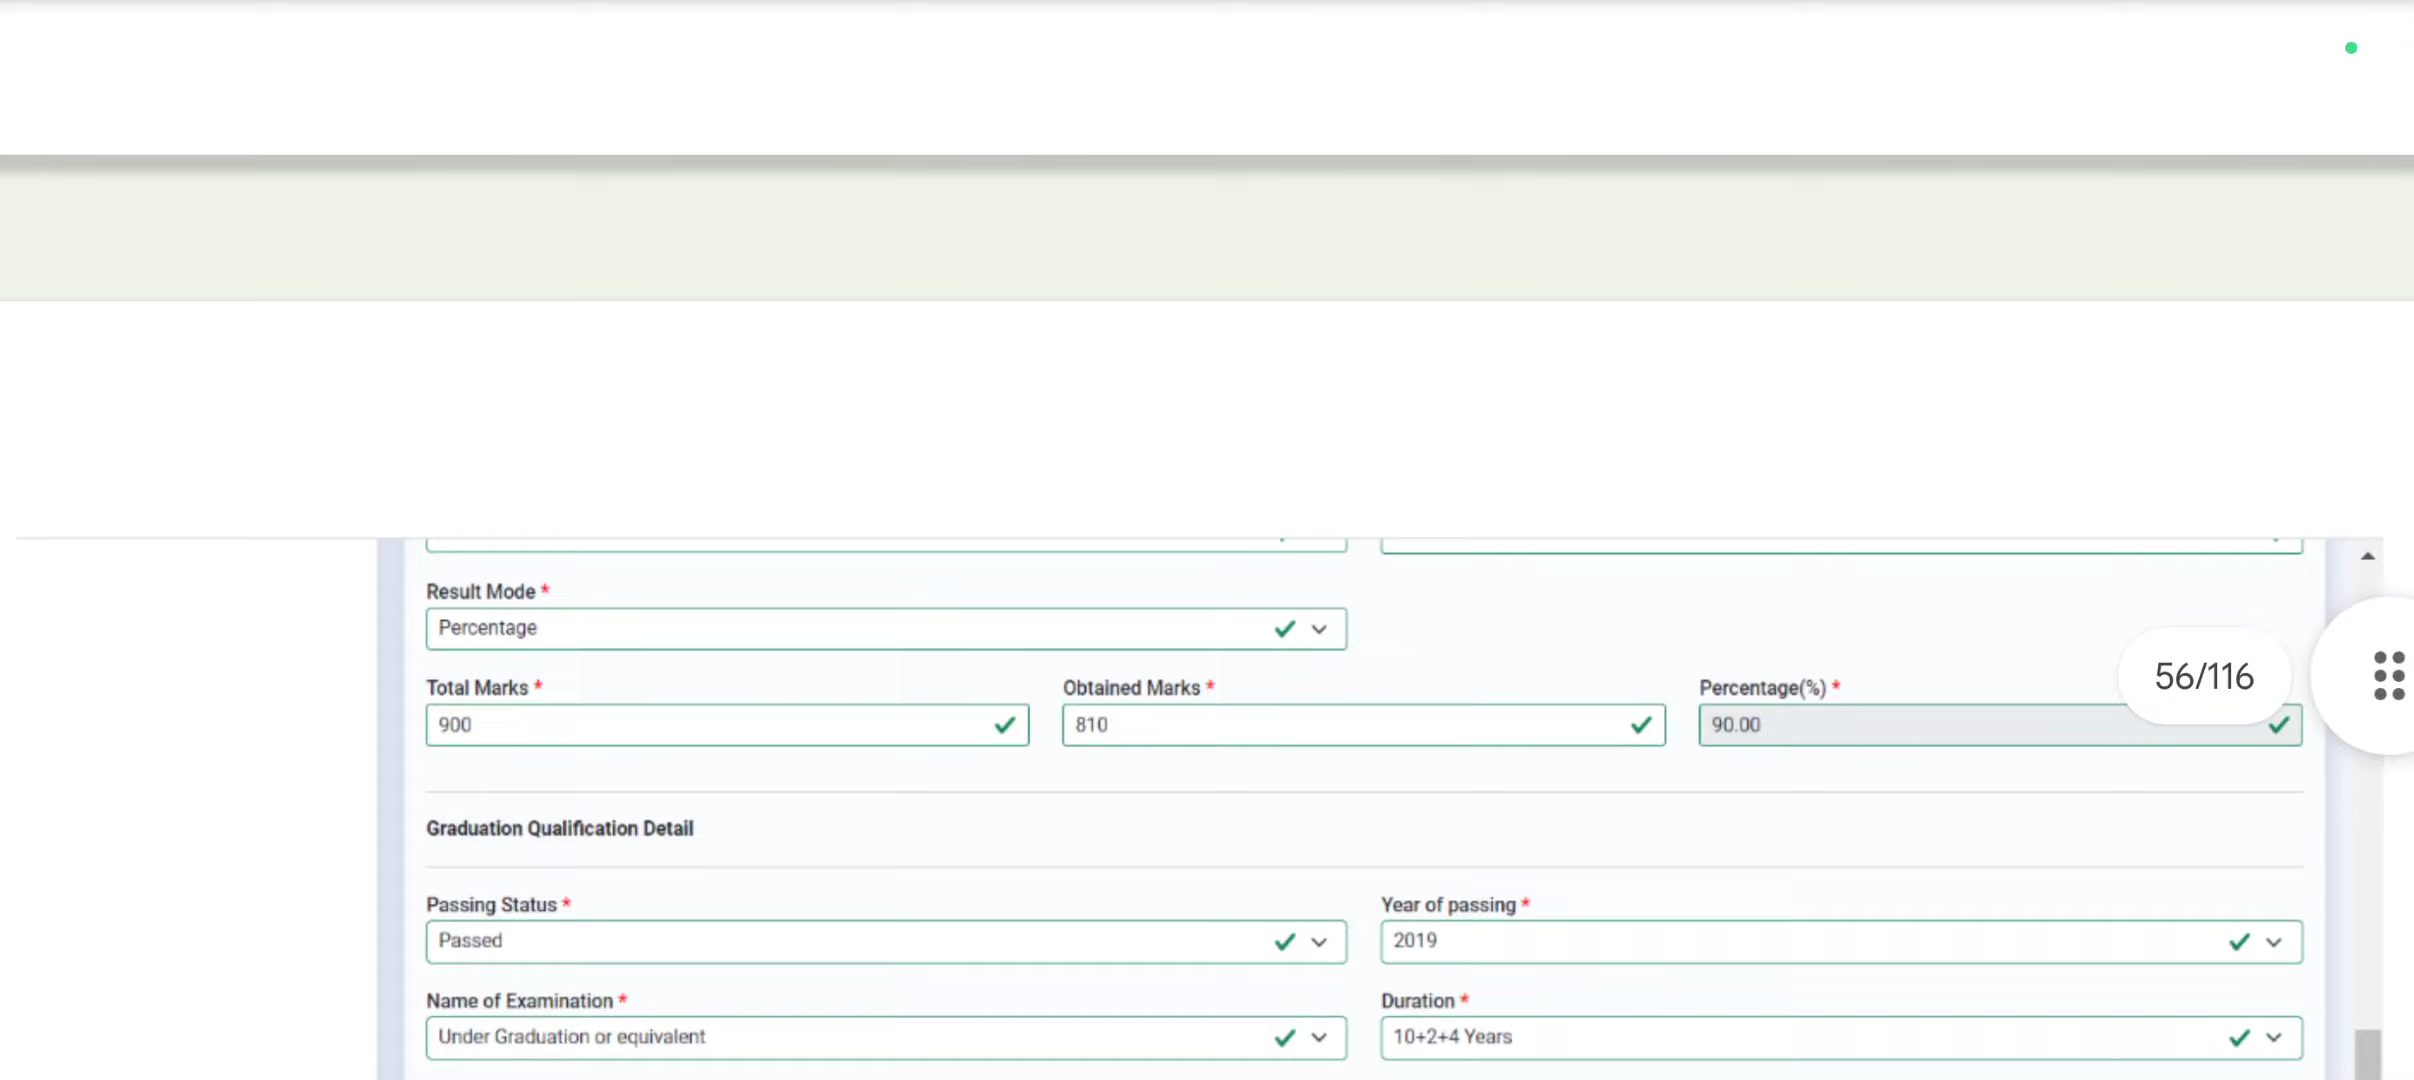 Result Mode *
Percentage
Total Marks * Obtained Marks * Percentage(%) *
900 810 90.00
56/116
Graduation Qualification Detail
Passing Status * Year of passing *
Passed 2019
Name of Examination * Duration *
Under Graduation or equivalent 10+2+4 Years